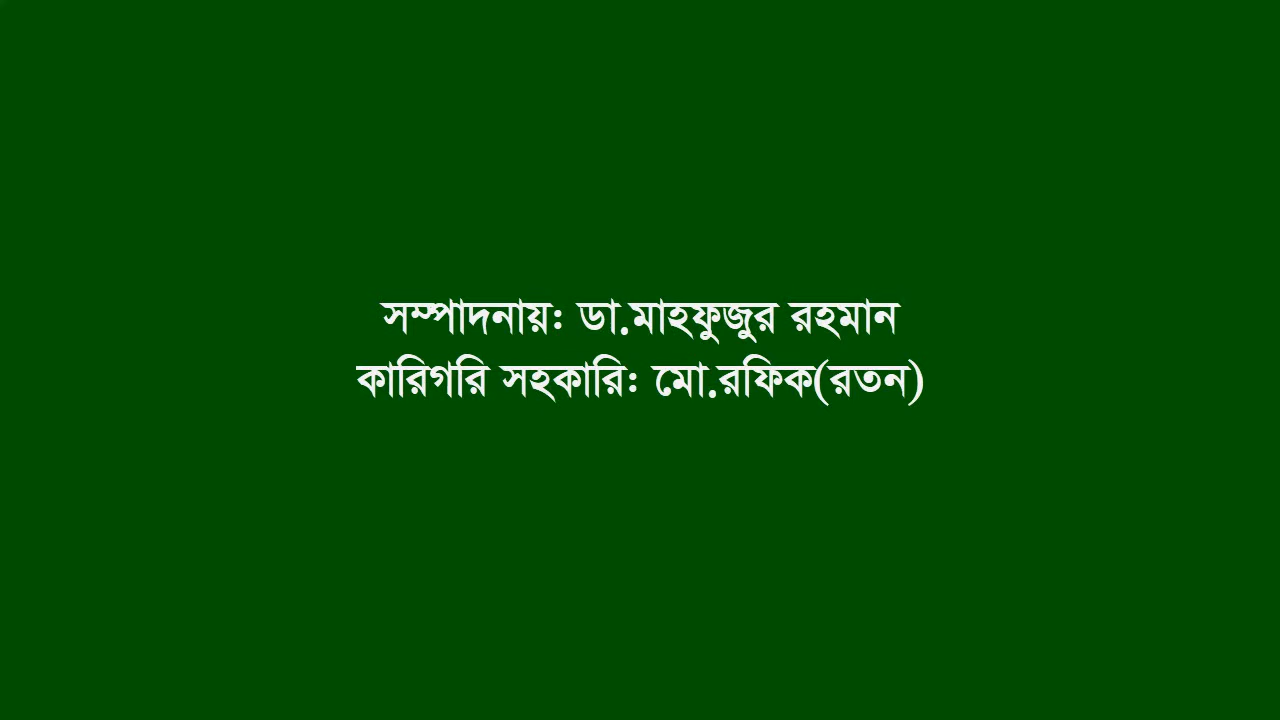 সম্পাদনায়ঃ ডা.মাহফুজুর রহমান
কারিগরি সহকারিঃ মো.রফিক(রতন)